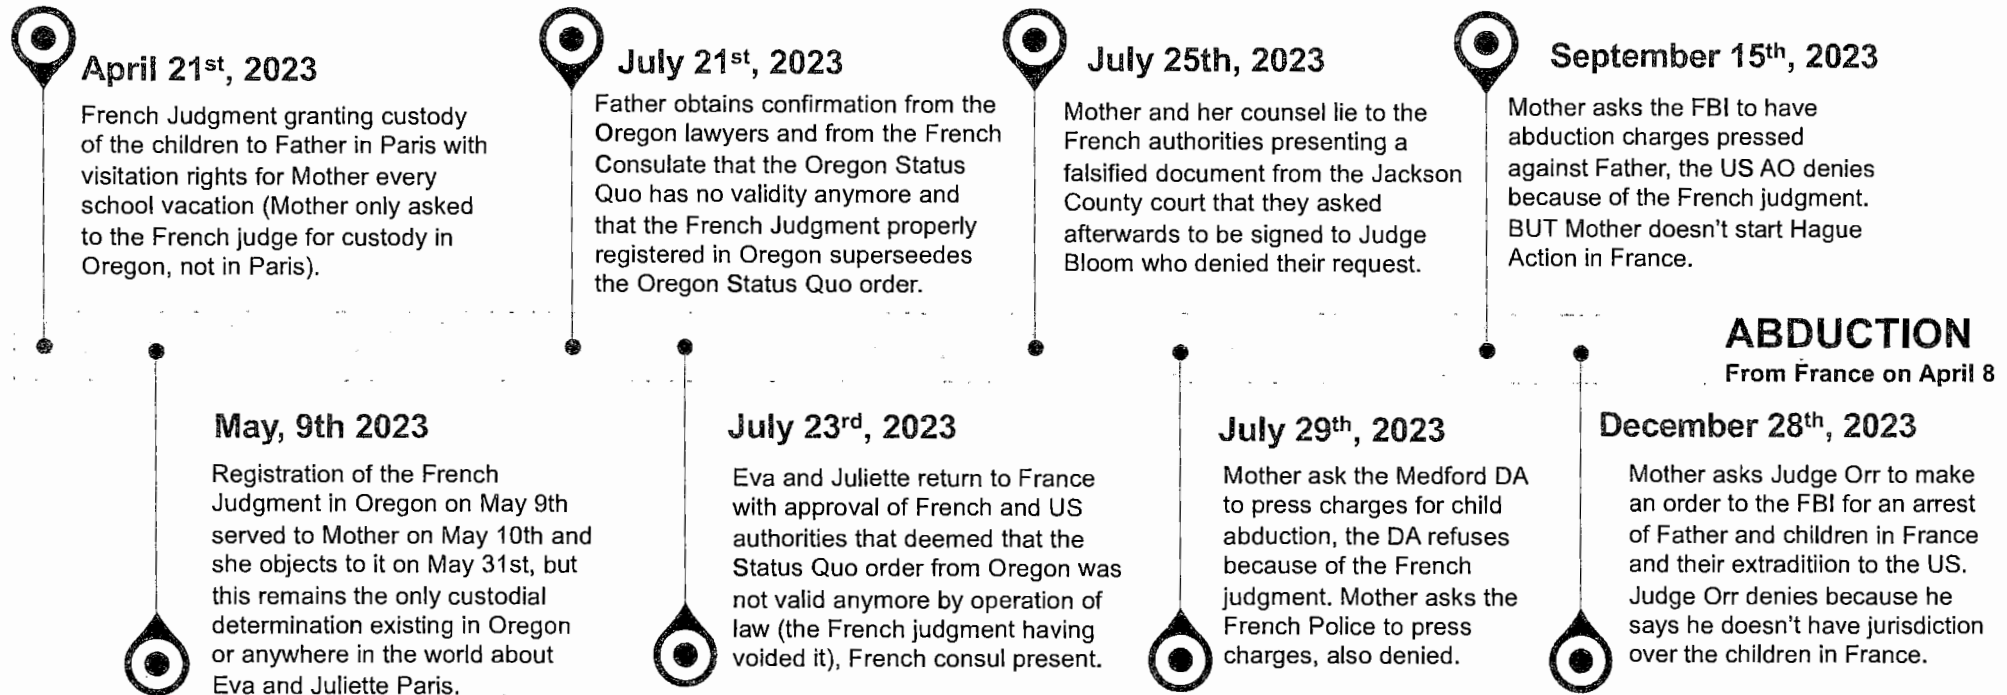 April 21st, 2023
French Judgment granting custody
of the children to Father in Paris with
visitation rights for Mother every
school vacation (Mother only asked
to the French judge for custody in
Oregon, not in Paris).
July 21st, 2023
Father obtains confirmation from the
Oregon lawyers and from the French
Consulate that the Oregon Status
Quo has no validity anymore and
that the French Judgment properly
registered in Oregon superseedes
the Oregon Status Quo order.
July 25th, 2023
Mother and her counsel lie to the
French authorities presenting a
falsified document from the Jackson
County court that they asked
afterwards to be signed to Judge
Bloom who denied their request.
September 15th, 2023
Mother asks the FBI to have
abduction charges pressed
against Father, the US AO denies
because of the French judgment.
BUT Mother doesn't start Hague
Action in France.
ABDUCTION
From France on April 8
May, 9th 2023
Registration of the French
Judgment in Oregon on May 9th
served to Mother on May 10th and
she objects to it on May 31st, but
this remains the only custodial
determination existing in Oregon
or anywhere in the world about
Eva and Juliette Paris.
July 23rd, 2023
Eva and Juliette return to France
with approval of French and US
authorities that deemed that the
Status Quo order from Oregon was
not valid anymore by operation of
law (the French judgment having
voided it), French consul present.
July 29th, 2023
Mother ask the Medford DA
to press charges for child
abduction, the DA refuses
because of the French
judgment. Mother asks the
French Police to press
charges, also denied.
December 28th, 2023
Mother asks Judge Orr to make
an order to the FBI for an arrest
of Father and children in France
and their extraditiion to the US.
Judge Orr denies because he
says he doesn't have jurisdiction
over the children in France.